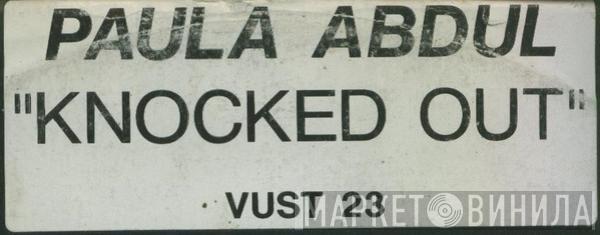 PAULA ABDUL
"KNOCKED OUT"
VUST 23
МАРКЕТ ВИНИЛА